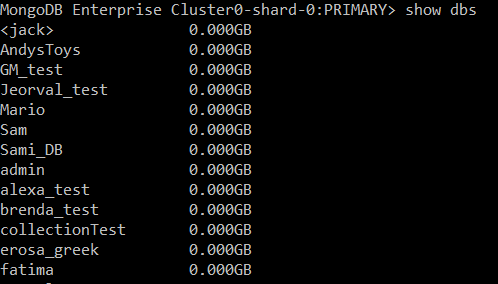 MongoDB Enterprise Cluster0-shard-0:PRIMARY> show dbs
<jack>               0.000GB
AndysToys            0.000GB
GM_test              0.000GB
Jeorval_test         0.000GB
Mario                0.000GB
Sam                  0.000GB
Sami_DB              0.000GB
admin                0.000GB
alexa_test           0.000GB
brenda_test          0.000GB
collectionTest       0.000GB
erosa_greek          0.000GB
fatima               0.000GB